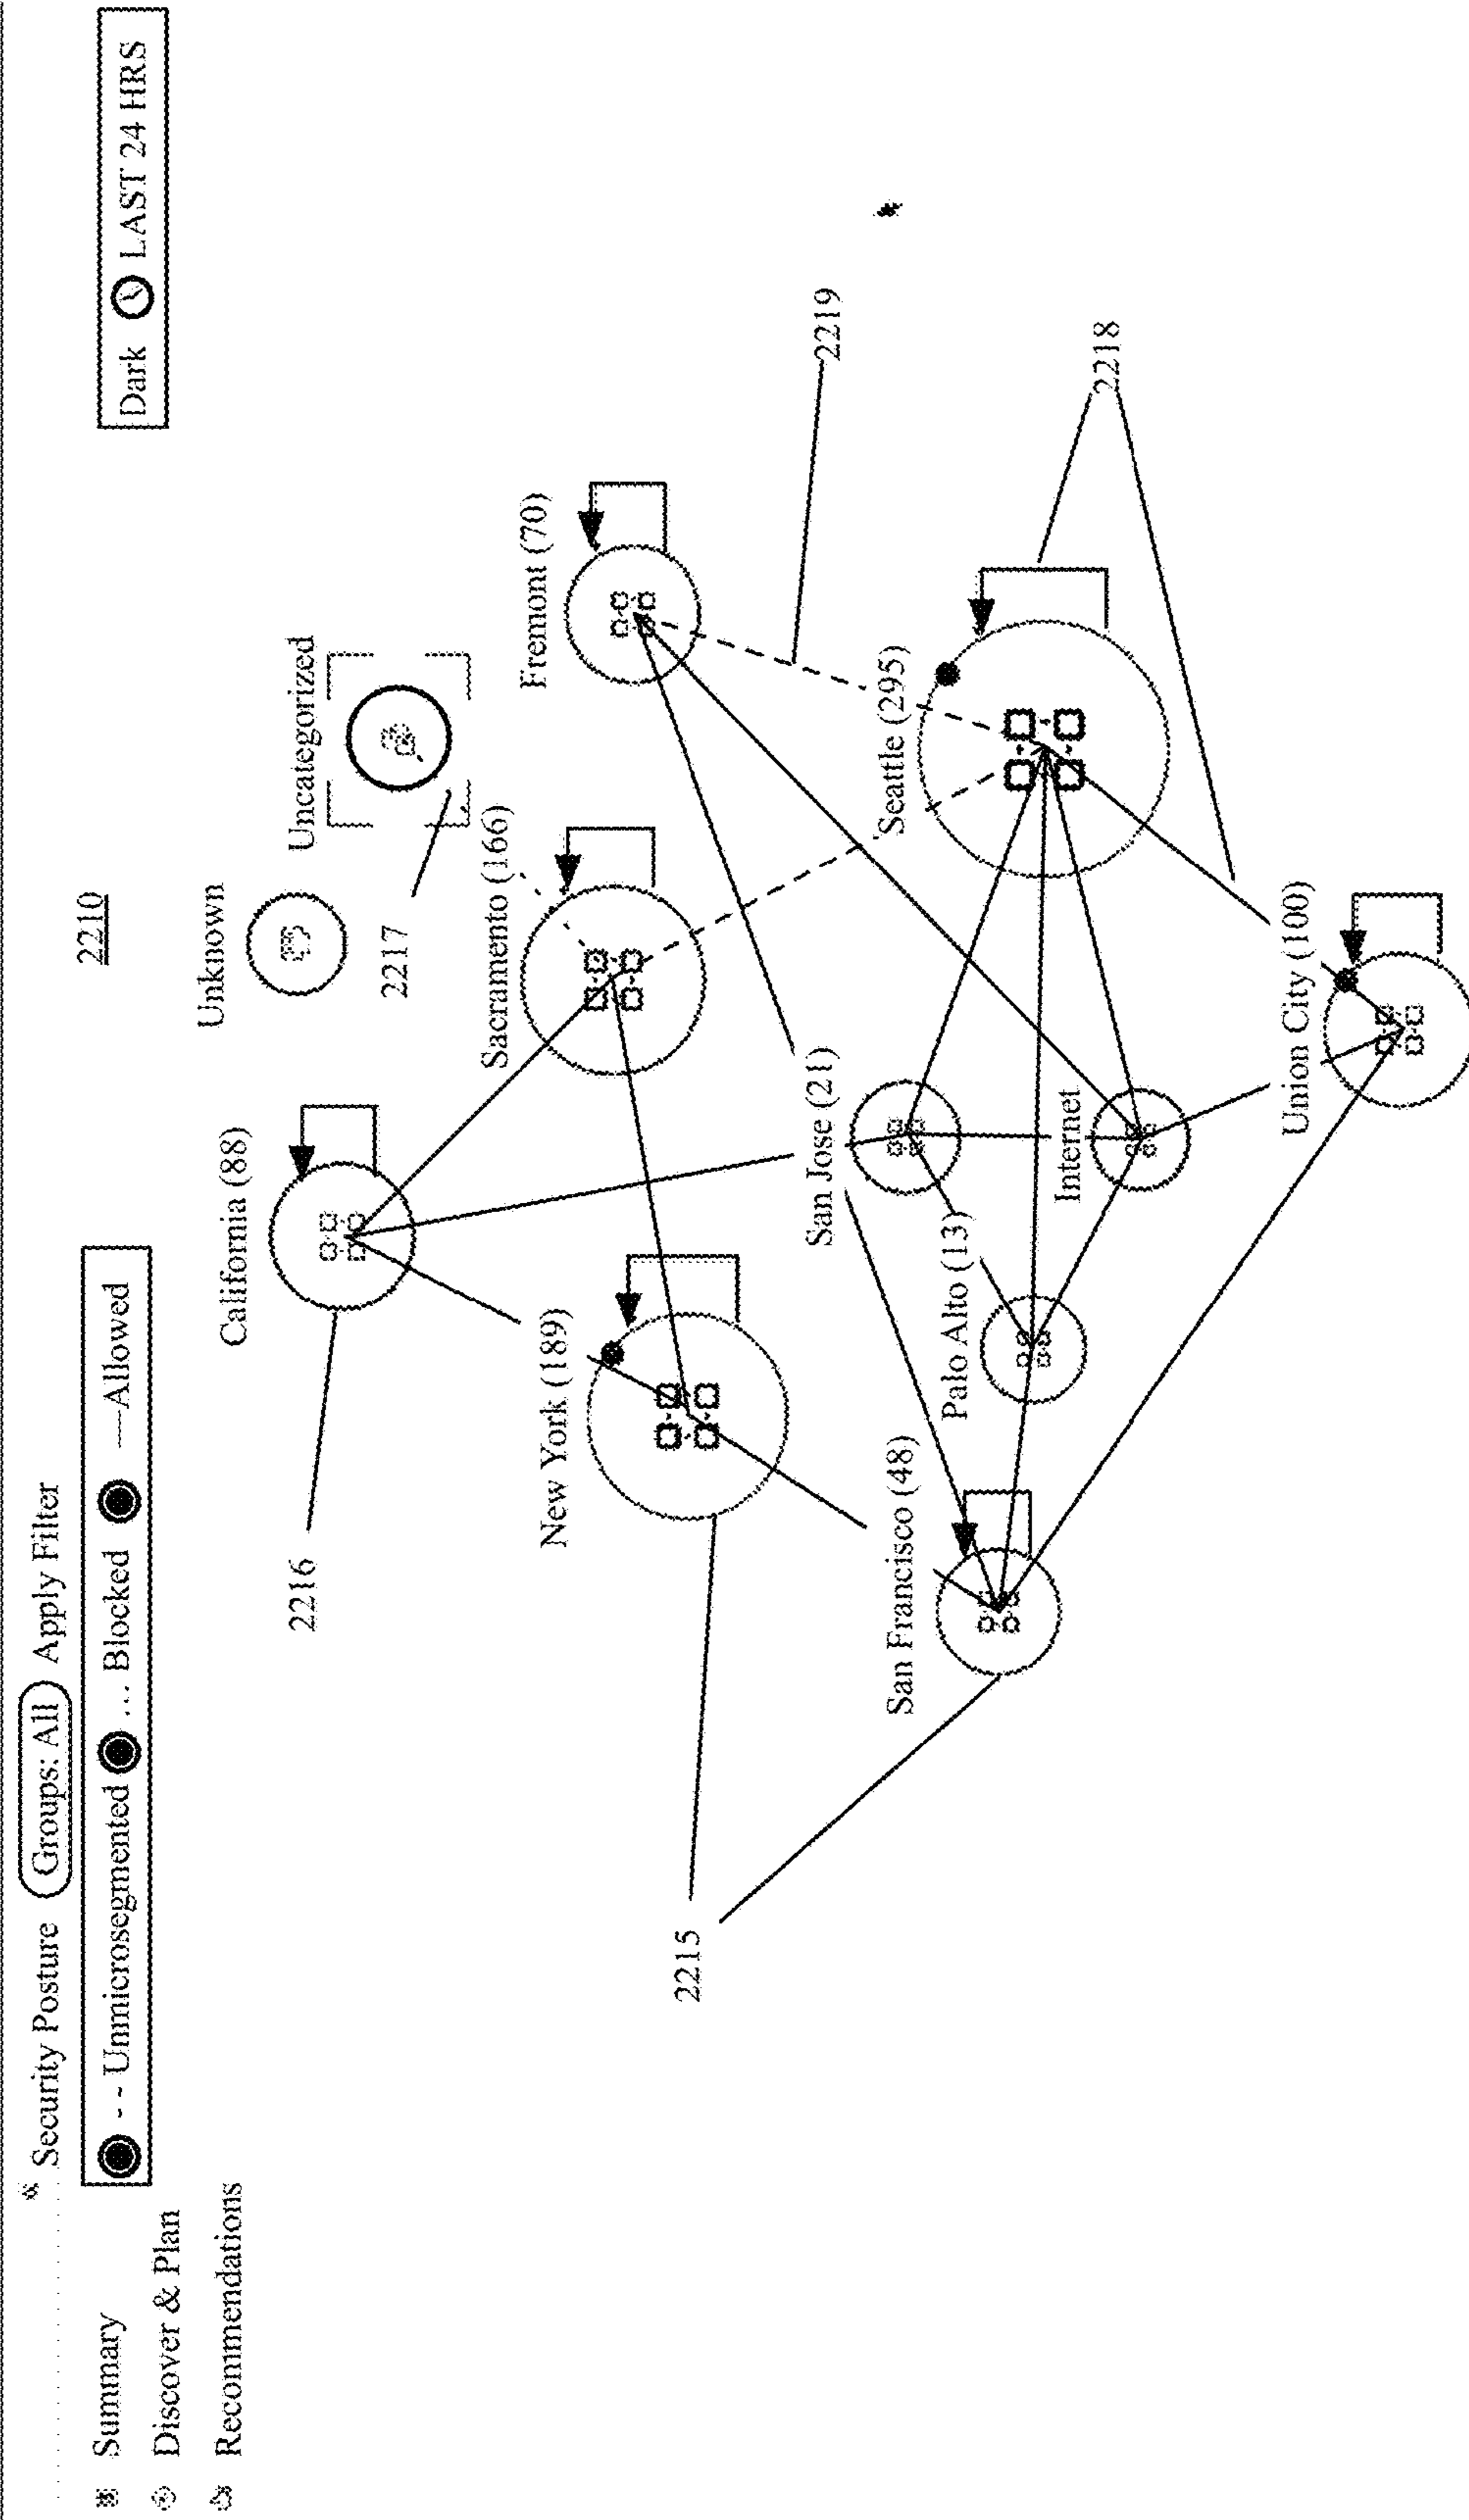 Security Posture Groups: All Apply Filter
- - Unmicrosegmented ... Blocked —Allowed
Dark LAST 24 HRS
Summary
Discover & Plan
Recommendations
2210
California (88)
Unknown
Uncategorized
2216
2217
Sacramento (166)
Fremont (70)
New York (189)
2215
San Jose (21)
2219
San Francisco (48)
Palo Alto (13)
Seattle (295)
Internet
2218
Union City (100)